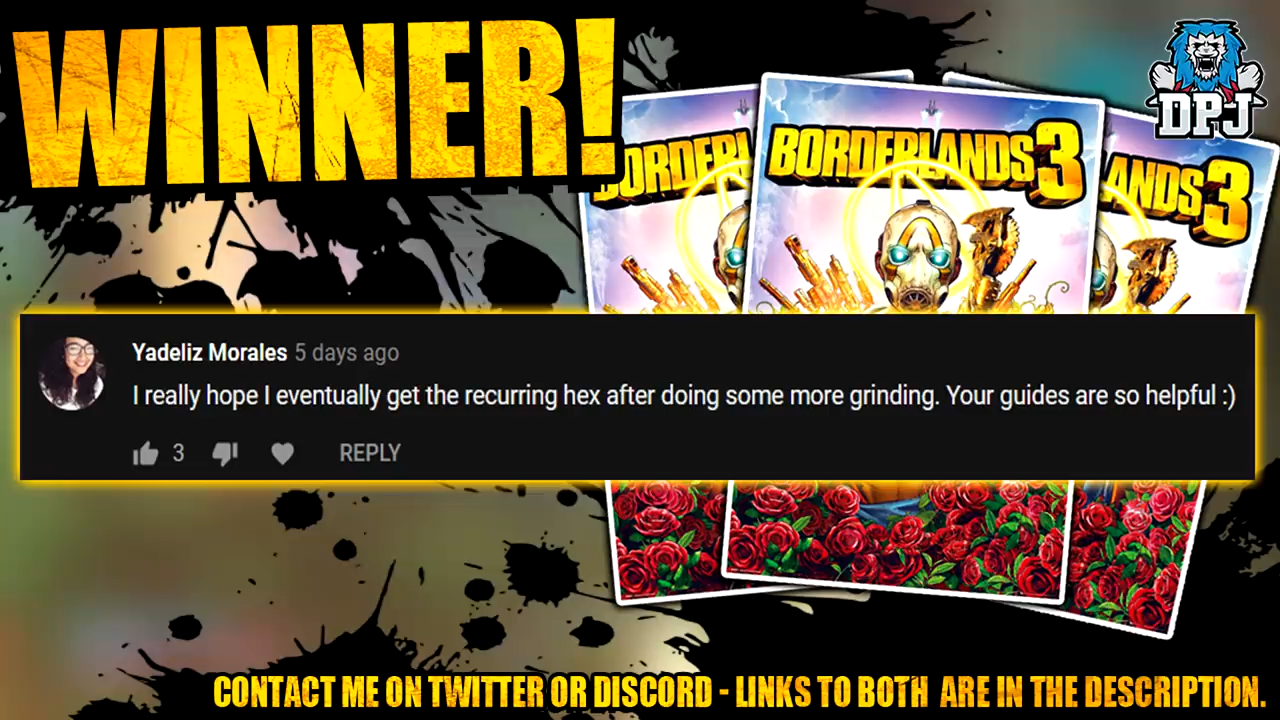 WINNER!
DPJ
ORDERL
BORDERLANDS 3
ANDS 3
Yadeliz Morales 5 days ago
I really hope I eventually get the recurring hex after doing some more grinding. Your guides are so helpful :)
3 REPLY
CONTACT ME ON TWITTER OR DISCORD - LINKS TO BOTH ARE IN THE DESCRIPTION.